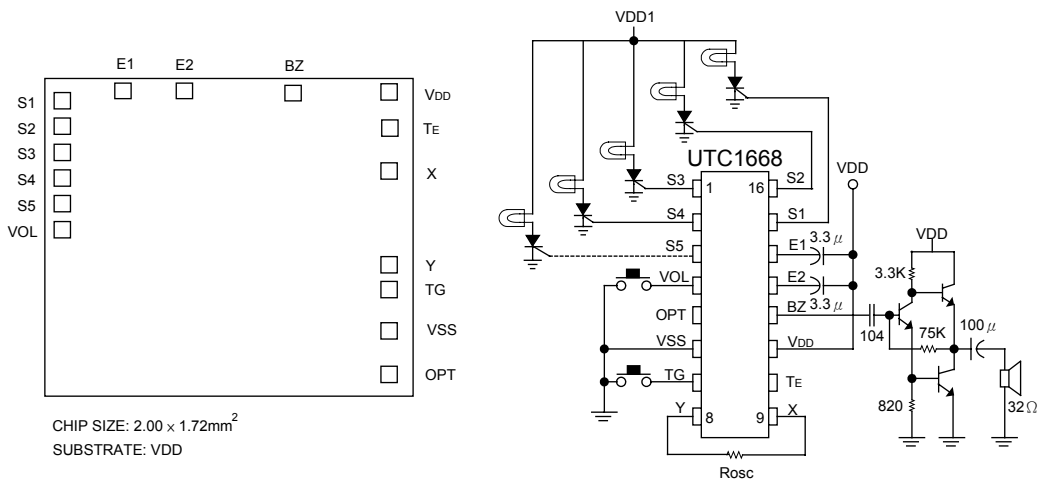 E1 E2 BZ
S1
S2
S3
S4
S5
VOL
VDD
TE
X
Y
TG
VSS
OPT
CHIP SIZE: 2.00 × 1.72mm²
SUBSTRATE: VDD
VDD1
UTC1668
VDD
S3 1 16 S2
S4 S1
S5 E1 3.3μ
VOL E2
OPT BZ 3.3μ
VSS VDD
TG TE
Y 8 9 X
Rosc
VDD
3.3K
104
75K
100μ
820
32Ω